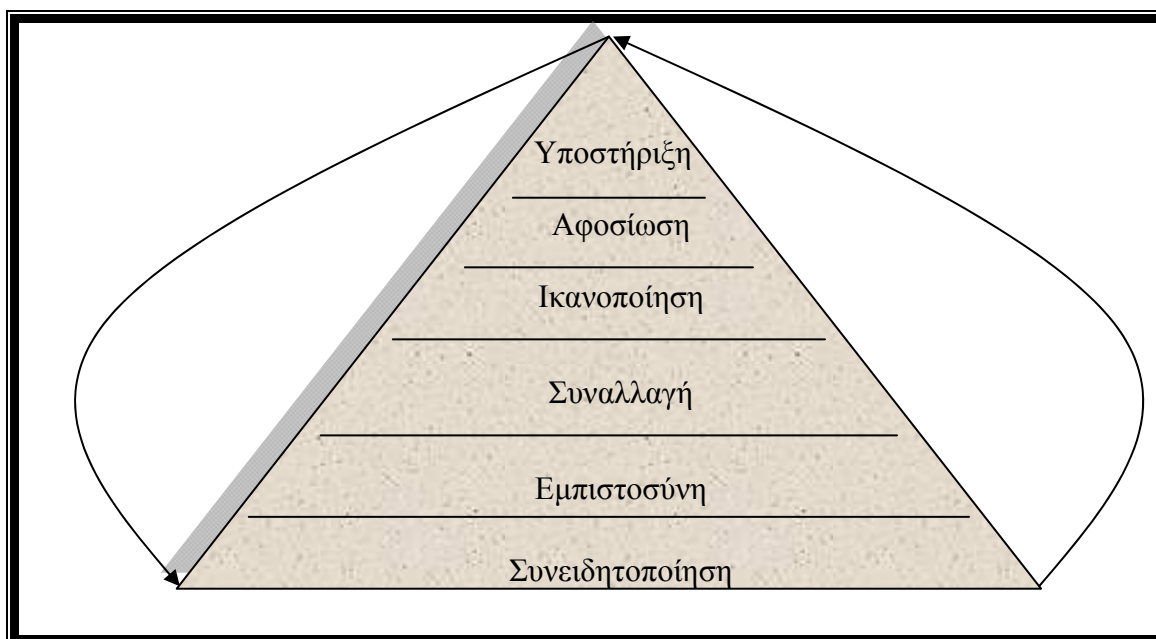 Υποστήριξη
Αφοσίωση
Ικανοποίηση
Συναλλαγή
Εμπιστοσύνη
Συνειδητοποίηση